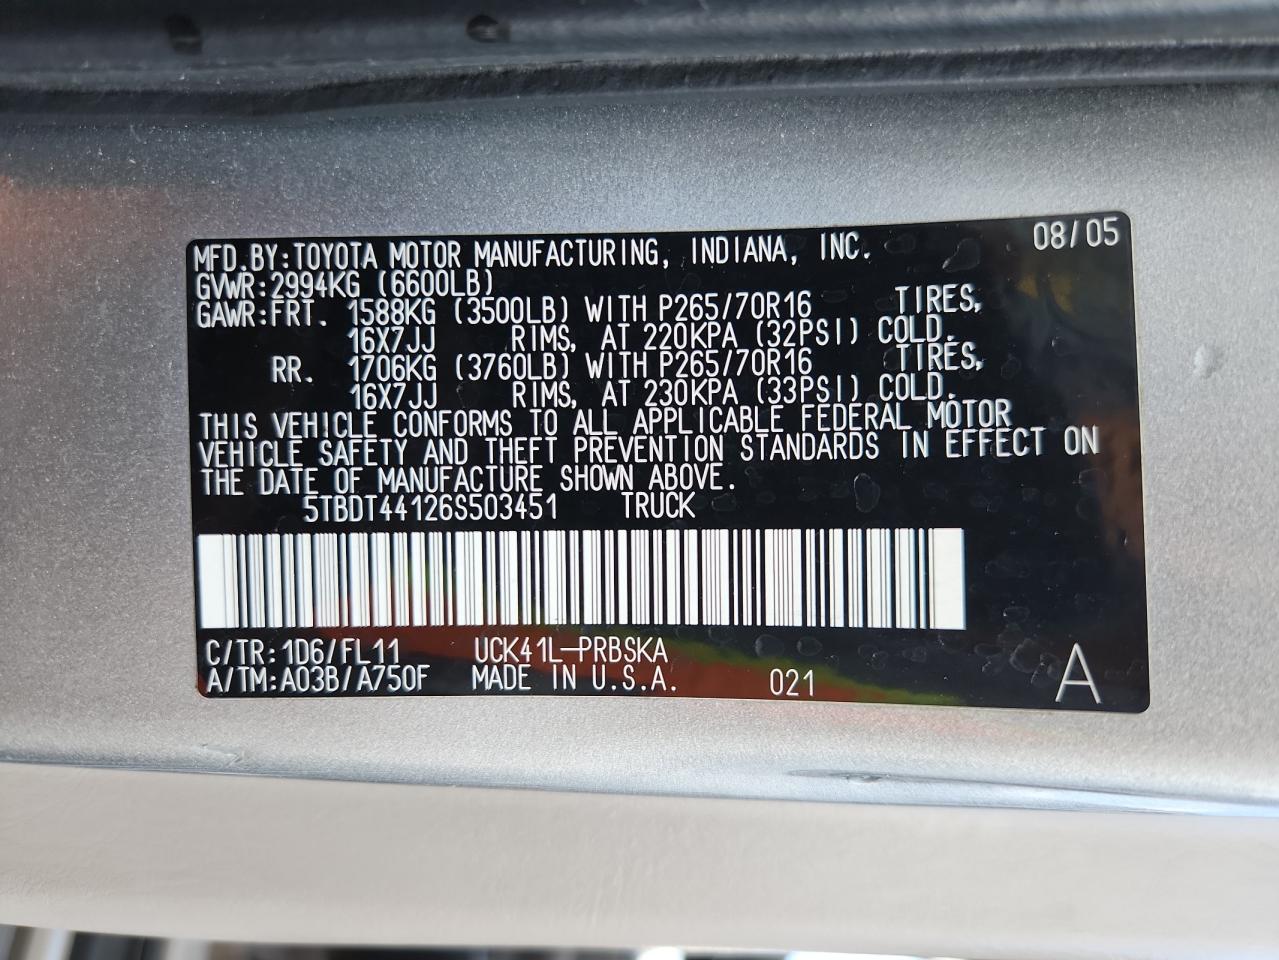 MFD.BY:TOYOTA MOTOR MANUFACTURING, INDIANA, INC. 08/05
GVWR:2994KG (6600LB)
GAWR:FRT. 1588KG (3500LB) WITH P265/70R16 TIRES,
16X7JJ RIMS, AT 220KPA (32PSI) COLD.
RR. 1706KG (3760LB) WITH P265/70R16 TIRES,
16X7JJ RIMS, AT 230KPA (33PSI) COLD.
THIS VEHICLE CONFORMS TO ALL APPLICABLE FEDERAL MOTOR
VEHICLE SAFETY AND THEFT PREVENTION STANDARDS IN EFFECT ON
THE DATE OF MANUFACTURE SHOWN ABOVE.
5TBDT44126S503451 TRUCK
C/TR:1D6/FL11 UCK41L-PRBSKA
A/TM:A03B/A750F MADE IN U.S.A. 021 A